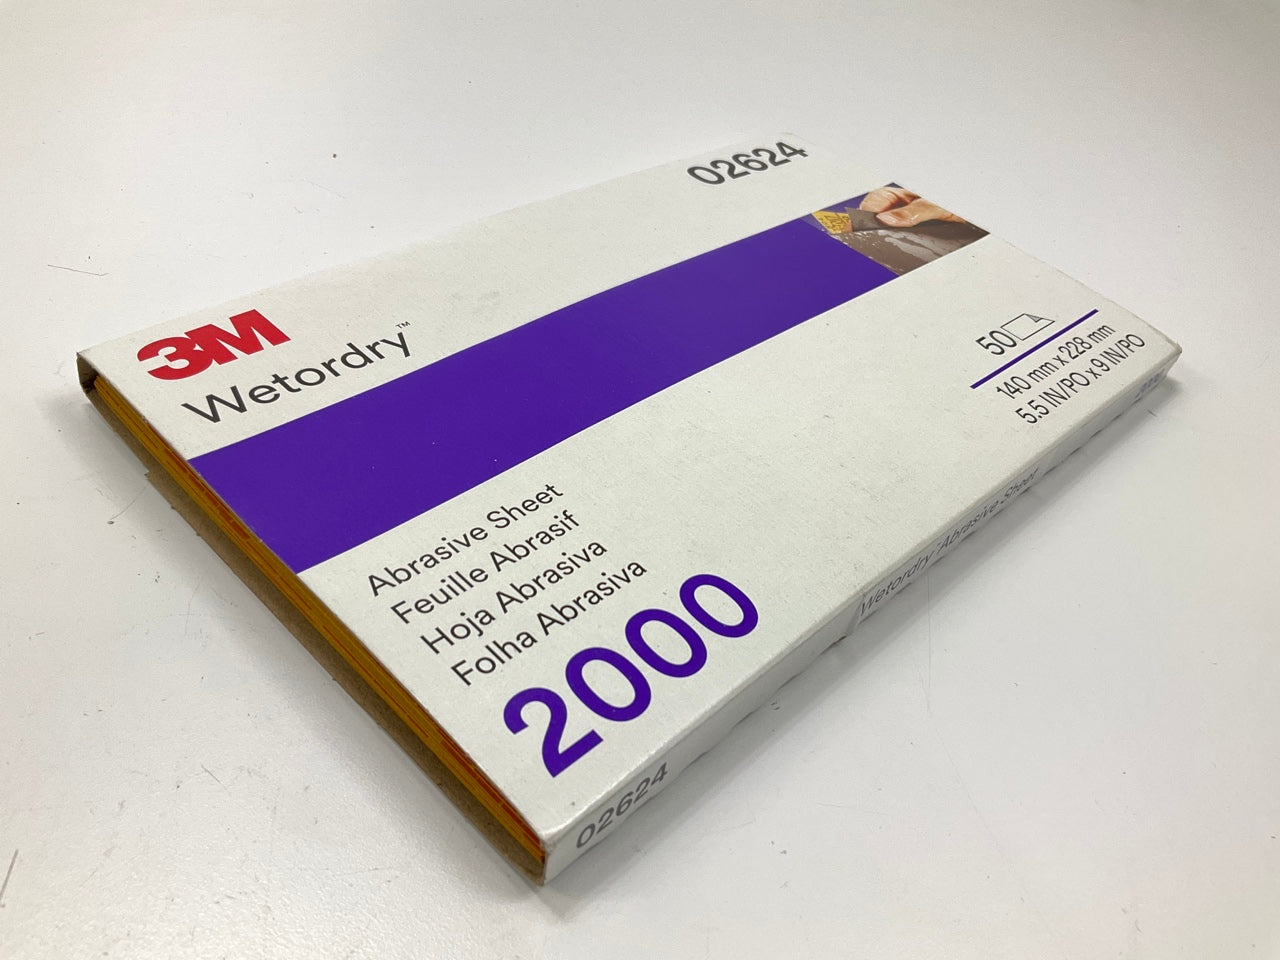 02624
3M
Wetordry™
50
140 mm x 228 mm
5.5 IN/PO x 9 IN/PO
Abrasive Sheet
Feuille Abrasif
Hoja Abrasiva
Folha Abrasiva
2000
02624
Wetordry™ Abrasive Sheet